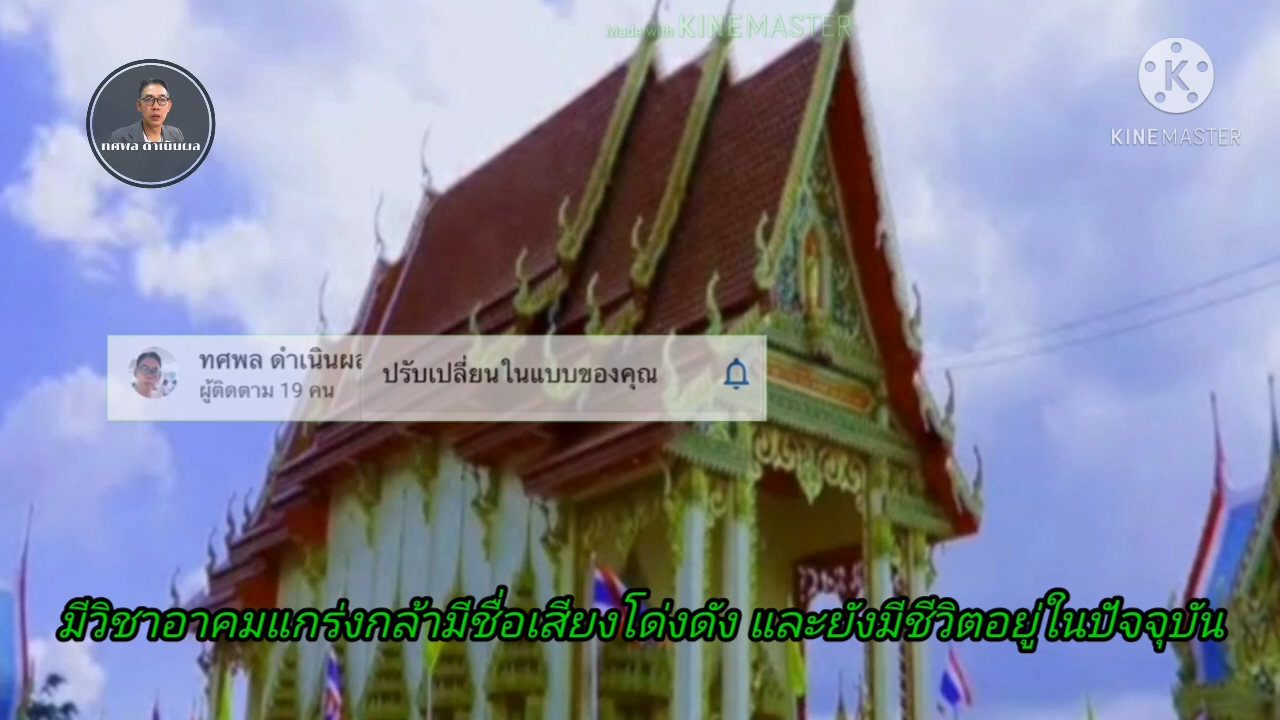 Made with KINEMASTER
KINEMASTER
ทศพล ดำเนินผล
ทศพล ดำเนินผล
ผู้ติดตาม 19 คน
ปรับเปลี่ยนในแบบของคุณ
มีวิชาอาคมแกร่งกล้ามีชื่อเสียงโด่งดัง และยังมีชีวิตอยู่ในปัจจุบัน